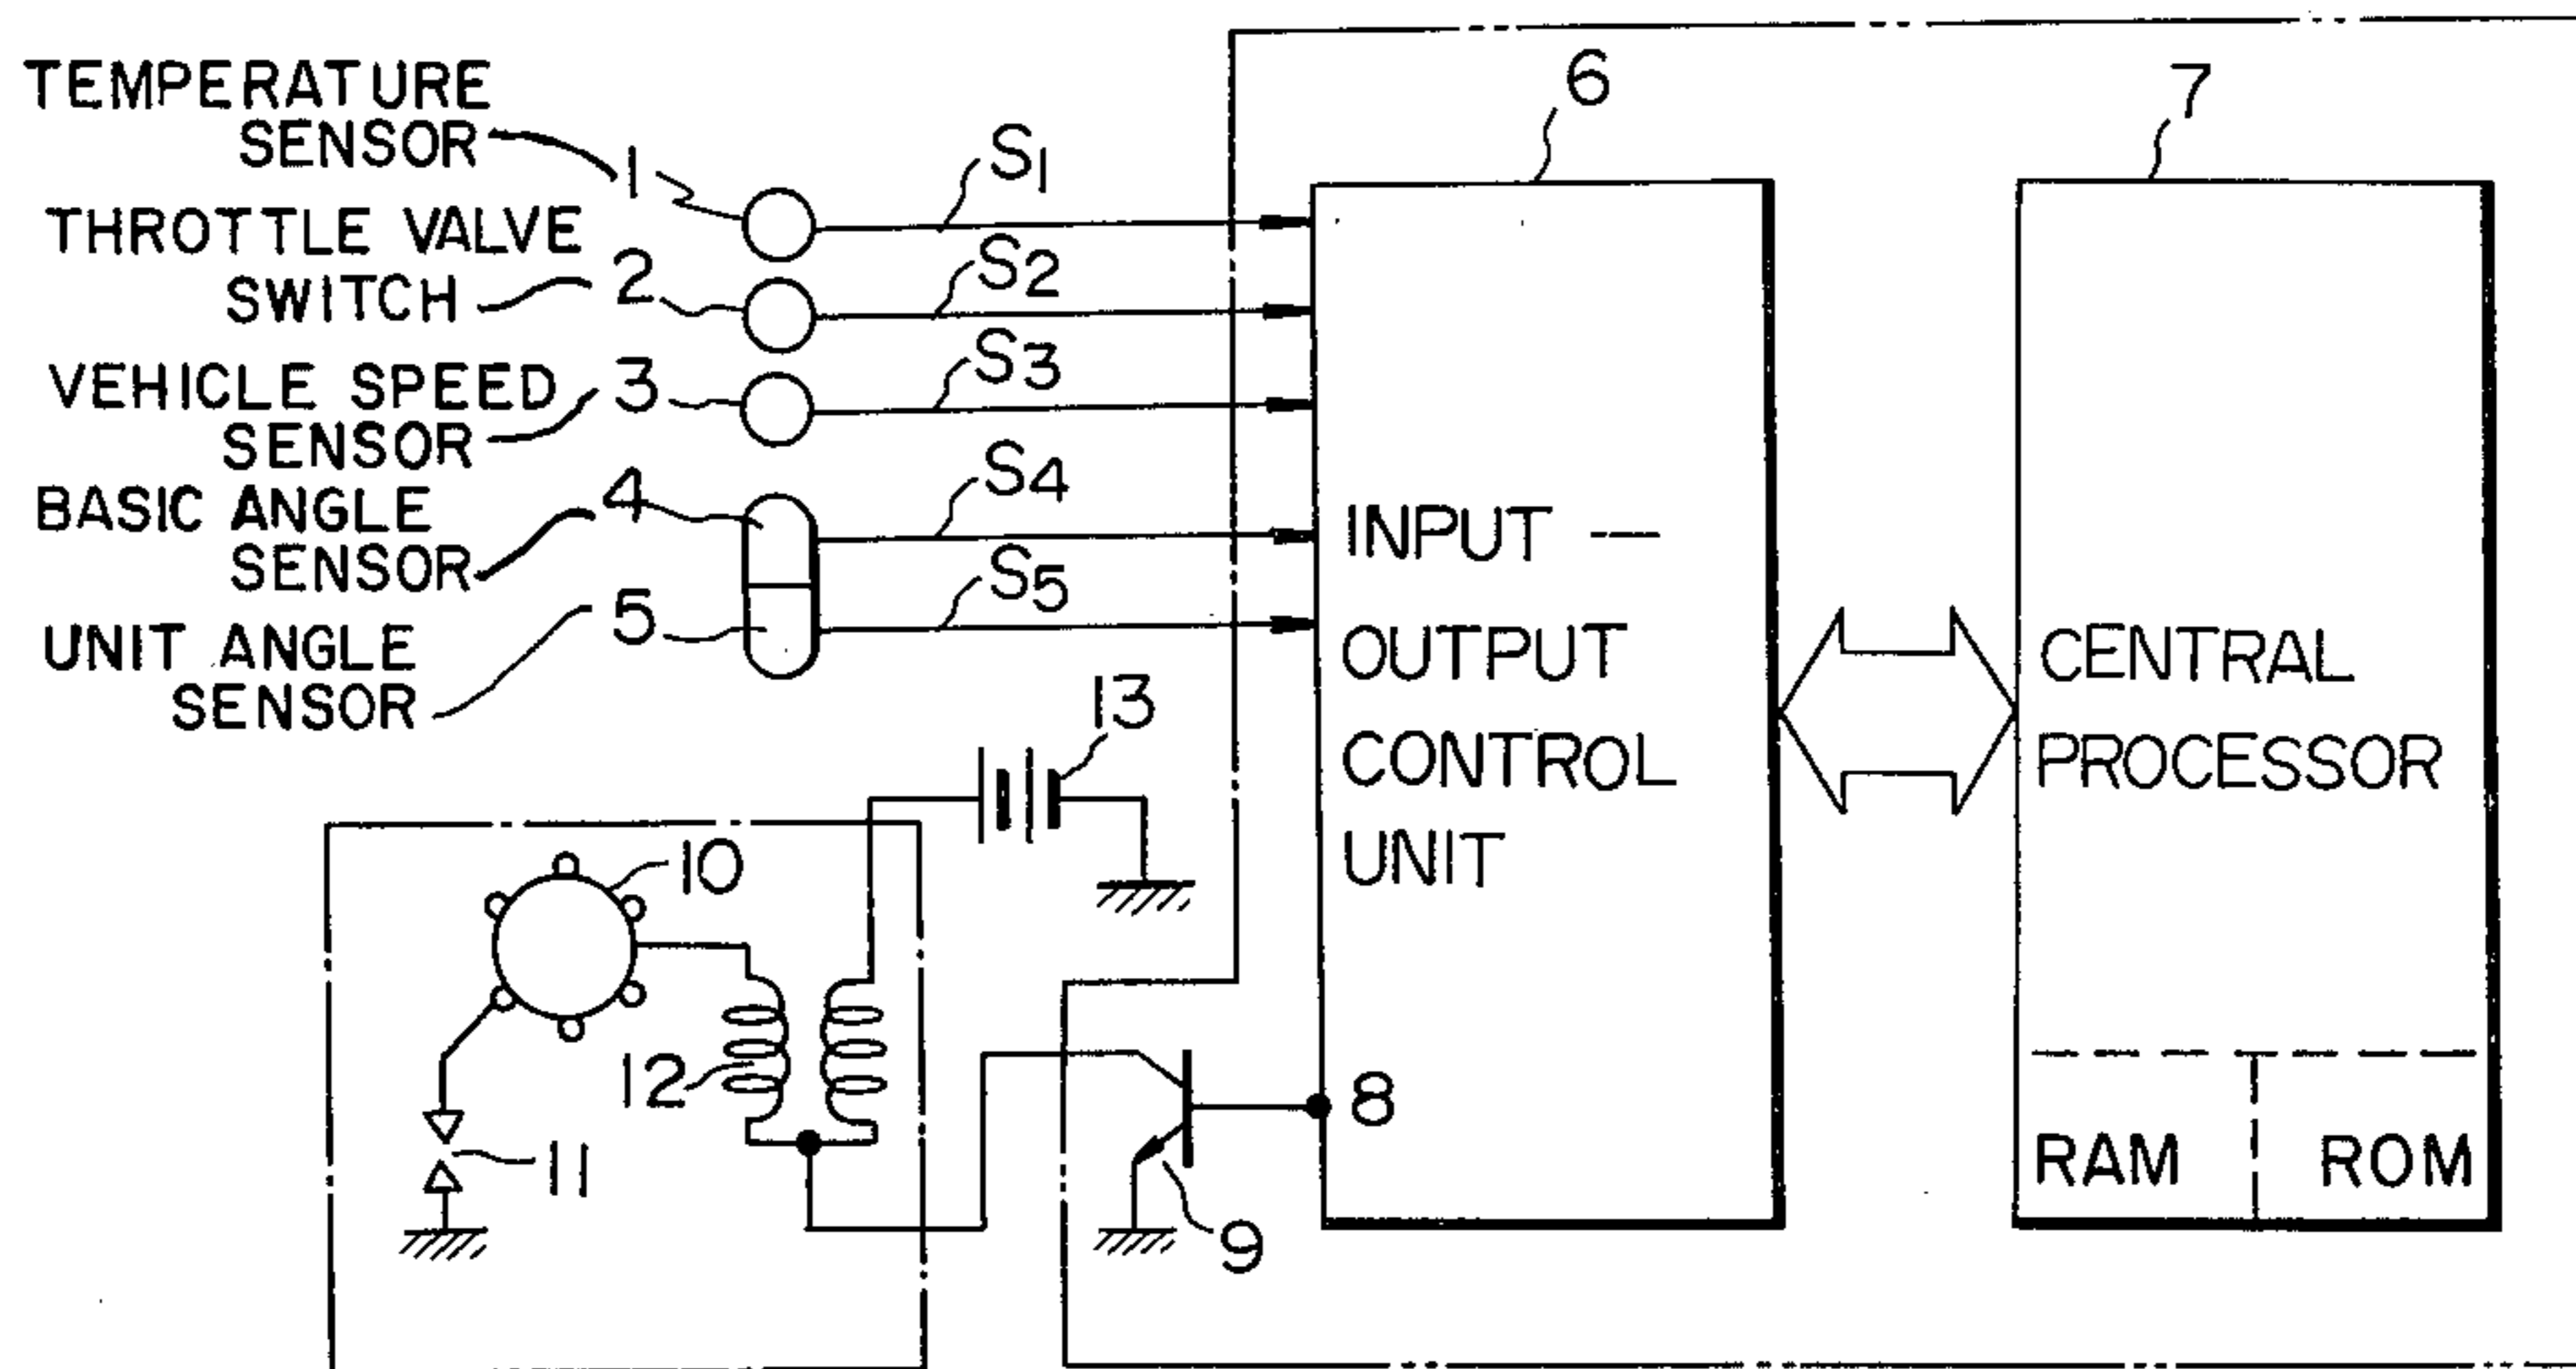 TEMPERATURE
SENSOR
1
S1
THROTTLE VALVE
SWITCH
2
S2
VEHICLE SPEED
SENSOR
3
S3
BASIC ANGLE
SENSOR
4
S4
UNIT ANGLE
SENSOR
5
S5
6
INPUT —
OUTPUT
CONTROL
UNIT
7
CENTRAL
PROCESSOR
RAM
ROM
13
10
12
11
8
9